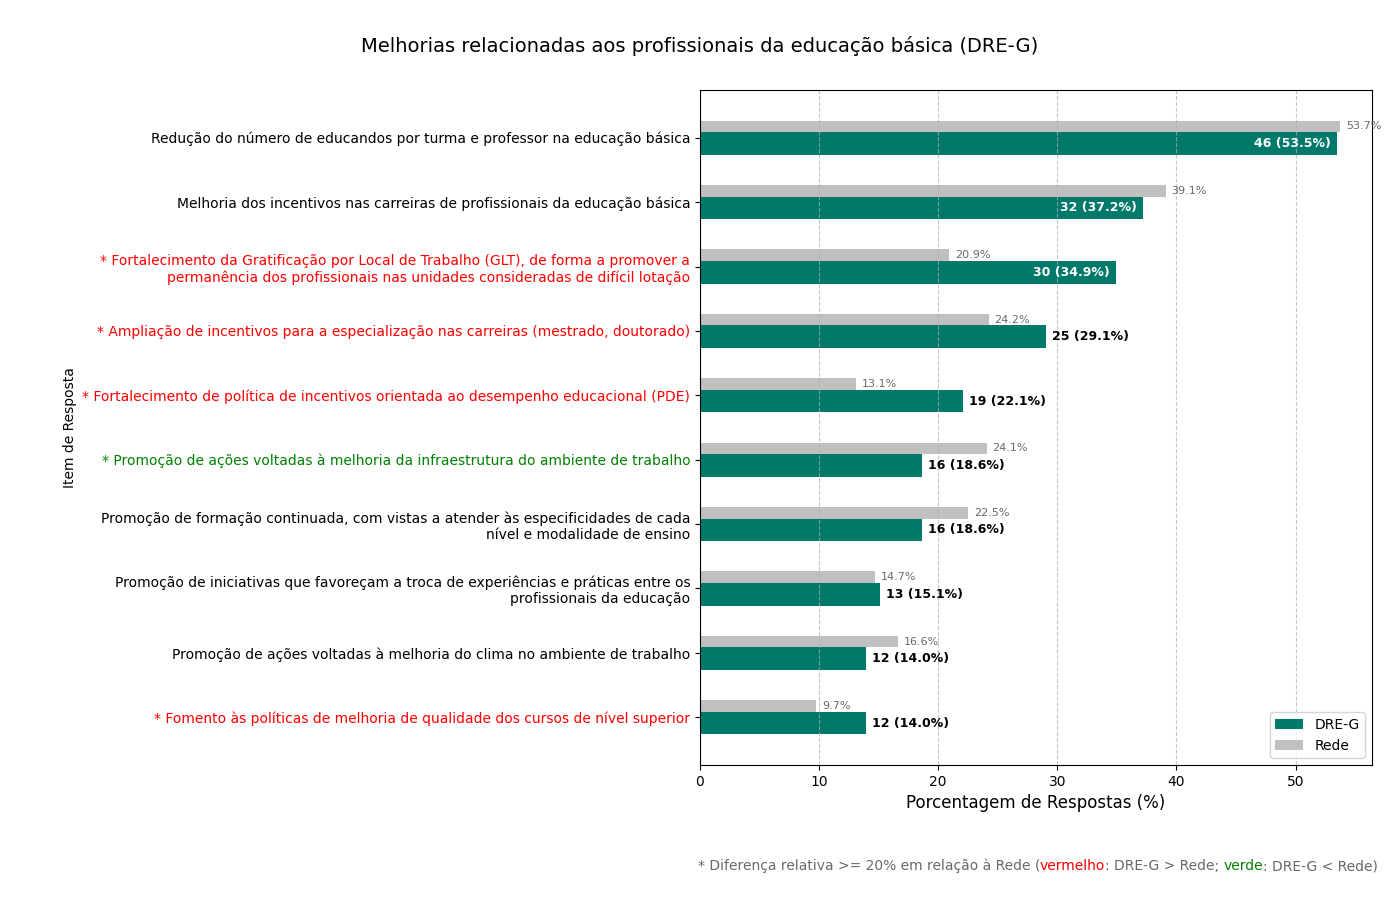 Melhorias relacionadas aos profissionais da educação básica (DRE-G)
Redução do número de educandos por turma e professor na educação básica
53.7%
46 (53.5%)
Melhoria dos incentivos nas carreiras de profissionais da educação básica
39.1%
32 (37.2%)
* Fortalecimento da Gratificação por Local de Trabalho (GLT), de forma a promover a
permanência dos profissionais nas unidades consideradas de difícil lotação
20.9%
30 (34.9%)
* Ampliação de incentivos para a especialização nas carreiras (mestrado, doutorado)
24.2%
25 (29.1%)
* Fortalecimento de política de incentivos orientada ao desempenho educacional (PDE)
13.1%
19 (22.1%)
Item de Resposta
* Promoção de ações voltadas à melhoria da infraestrutura do ambiente de trabalho
24.1%
16 (18.6%)
Promoção de formação continuada, com vistas a atender às especificidades de cada
nível e modalidade de ensino
22.5%
16 (18.6%)
Promoção de iniciativas que favoreçam a troca de experiências e práticas entre os
profissionais da educação
14.7%
13 (15.1%)
Promoção de ações voltadas à melhoria do clima no ambiente de trabalho
16.6%
12 (14.0%)
* Fomento às políticas de melhoria de qualidade dos cursos de nível superior
9.7%
12 (14.0%)
DRE-G
Rede
0 10 20 30 40 50
Porcentagem de Respostas (%)
* Diferença relativa >= 20% em relação à Rede (vermelho: DRE-G > Rede; verde: DRE-G < Rede)